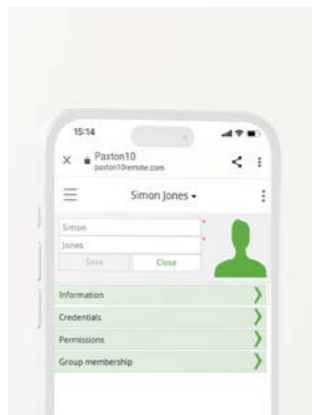 15:14
Paxton10
paxton10remote.com
Simon Jones
Simon
*
Jones
*
Save
Close
Information
Credentials
Permissions
Group membership